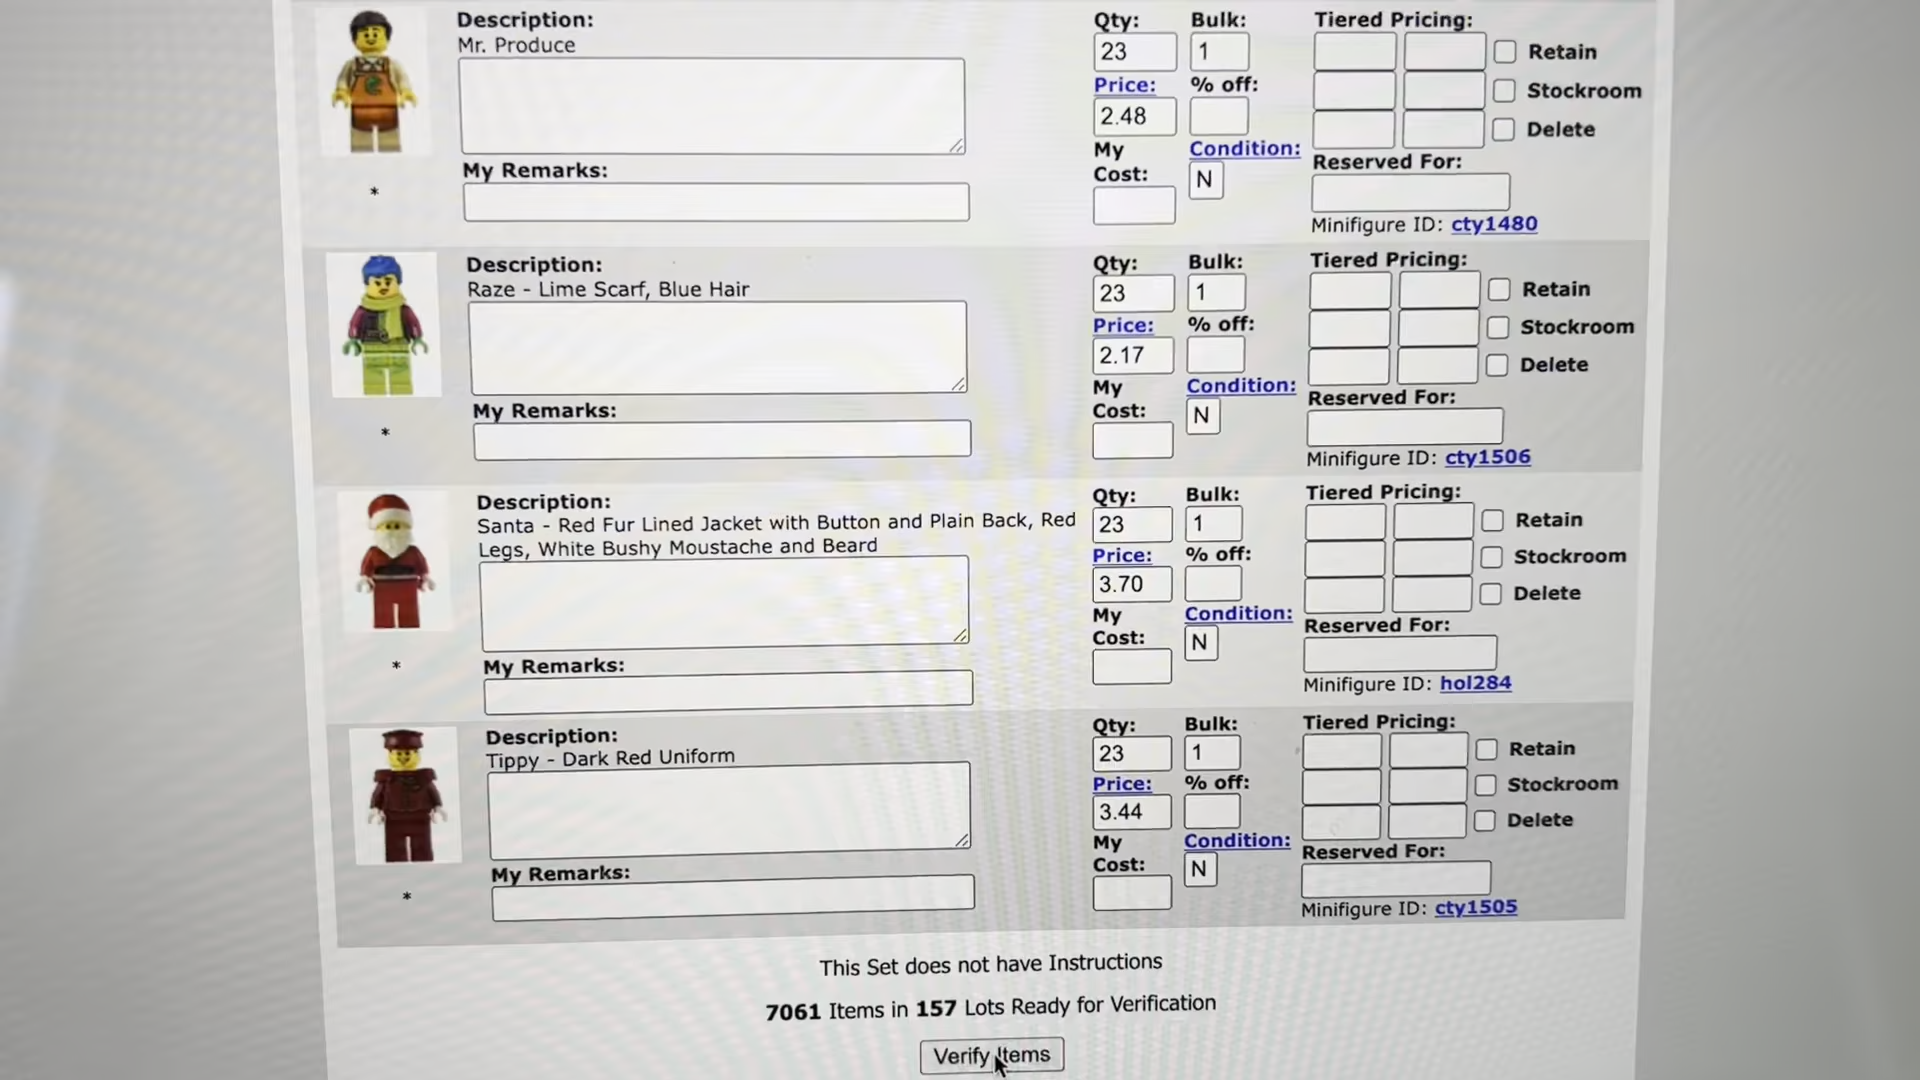 Description:
Mr. Produce
My Remarks:
*
Qty: Bulk:
23 1
Price: % off:
2.48
My Condition:
Cost: N
Tiered Pricing:
Retain
Stockroom
Delete
Reserved For:
Minifigure ID: cty1480
Description:
Raze - Lime Scarf, Blue Hair
My Remarks:
*
Qty: Bulk:
23 1
Price: % off:
2.17
My Condition:
Cost: N
Tiered Pricing:
Retain
Stockroom
Delete
Reserved For:
Minifigure ID: cty1506
Description:
Santa - Red Fur Lined Jacket with Button and Plain Back, Red
Legs, White Bushy Moustache and Beard
My Remarks:
*
Qty: Bulk:
23 1
Price: % off:
3.70
My Condition:
Cost: N
Tiered Pricing:
Retain
Stockroom
Delete
Reserved For:
Minifigure ID: hol284
Description:
Tippy - Dark Red Uniform
My Remarks:
*
Qty: Bulk:
23 1
Price: % off:
3.44
My Condition:
Cost: N
Tiered Pricing:
Retain
Stockroom
Delete
Reserved For:
Minifigure ID: cty1505
This Set does not have Instructions
7061 Items in 157 Lots Ready for Verification
Verify Items